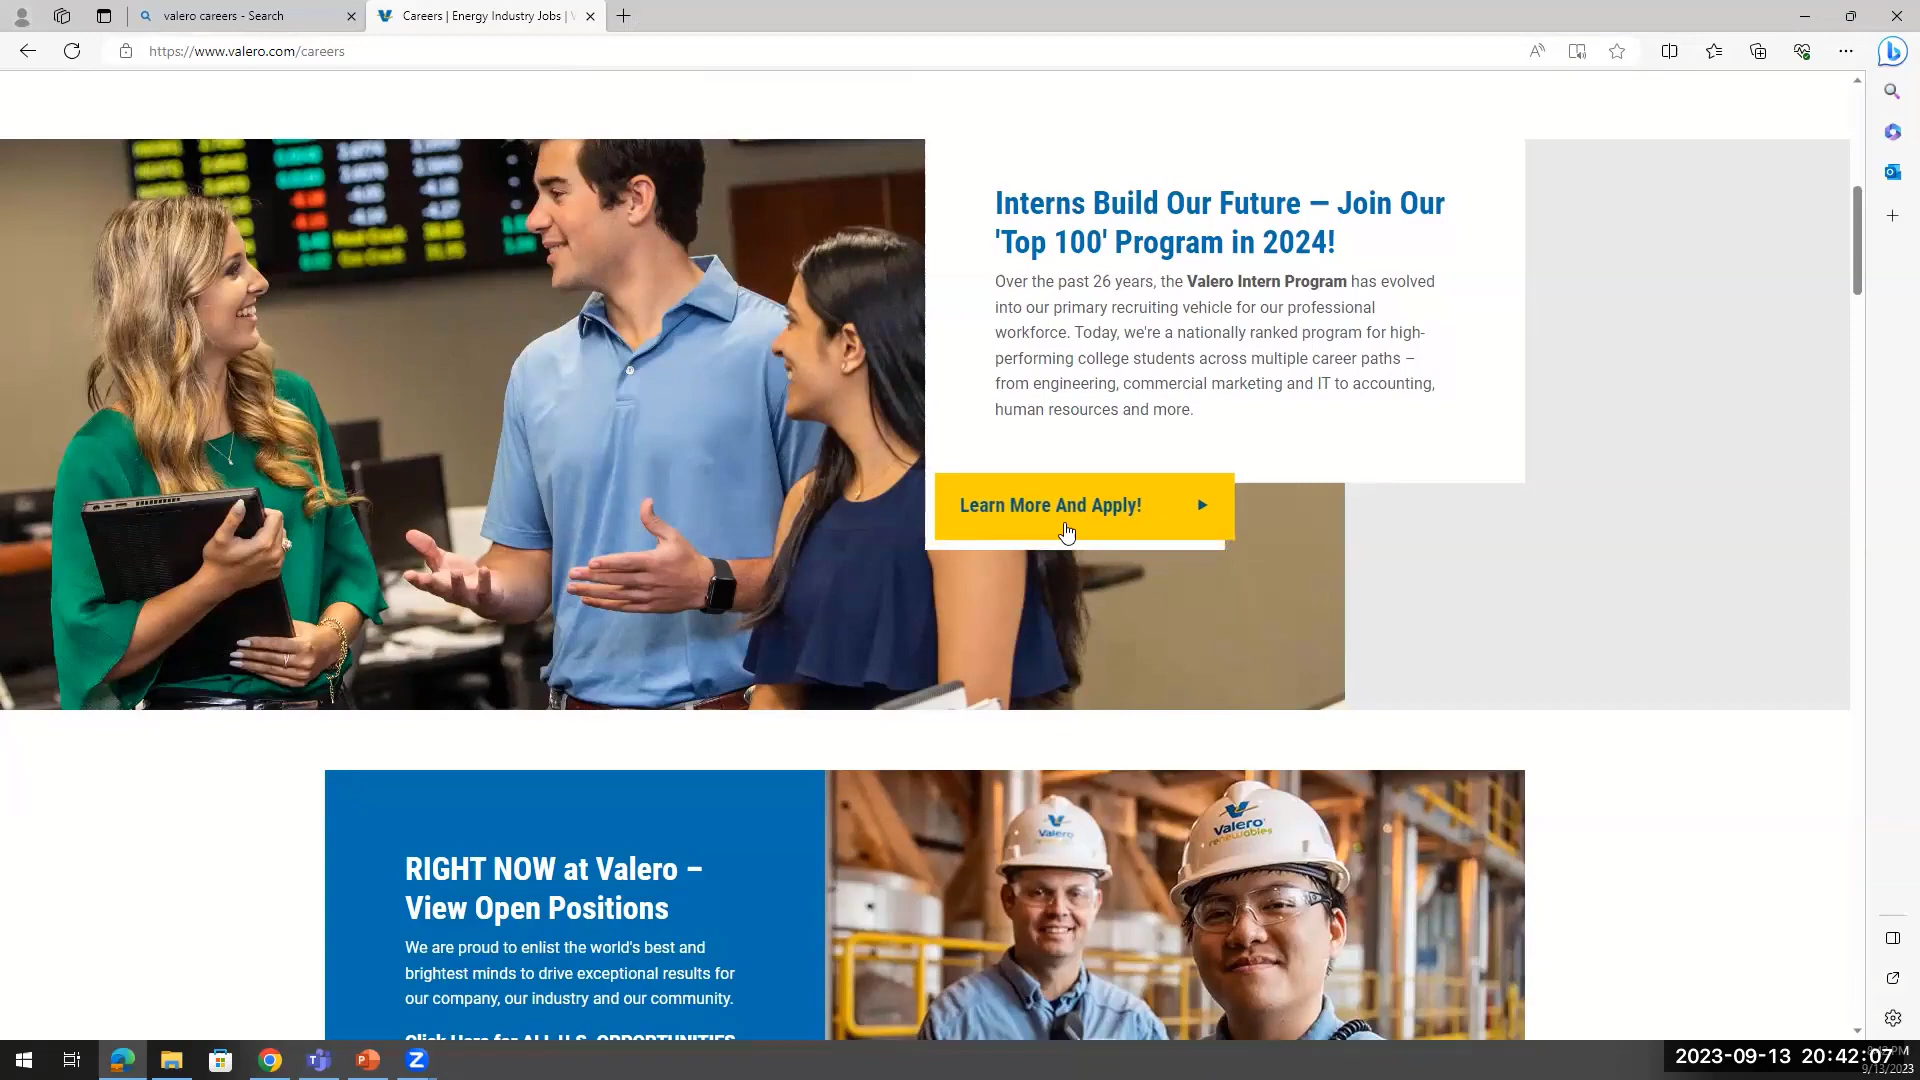 valero careers - Search
Careers | Energy Industry Jobs |
https://www.valero.com/careers
Interns Build Our Future – Join Our
'Top 100' Program in 2024!
Over the past 26 years, the Valero Intern Program has evolved
into our primary recruiting vehicle for our professional
workforce. Today, we're a nationally ranked program for high-
performing college students across multiple career paths –
from engineering, commercial marketing and IT to accounting,
human resources and more.
Learn More And Apply!
Valero
Valero
renewables
RIGHT NOW at Valero –
View Open Positions
We are proud to enlist the world's best and
brightest minds to drive exceptional results for
our company, our industry and our community.
Click Here for ALL U.S. OPPORTUNITIES
2023-09-13 20:42:07
9/13/2023